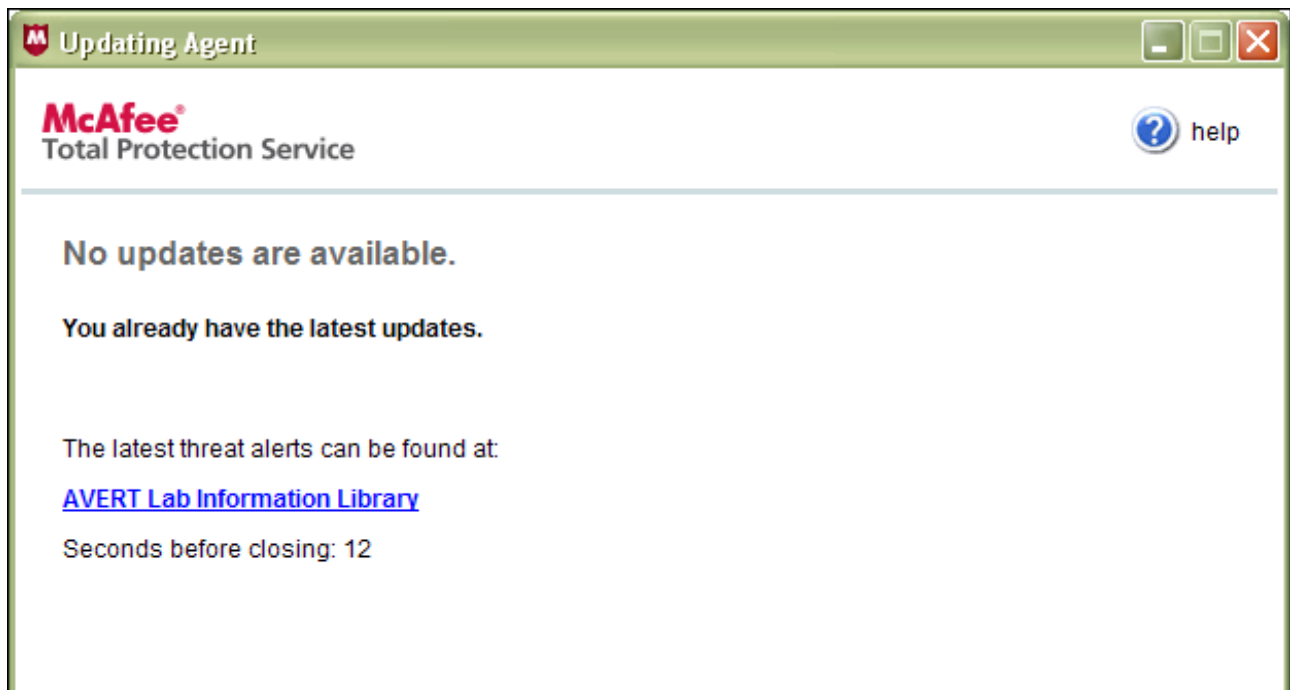 Updating Agent
McAfee®
Total Protection Service
help
No updates are available.
You already have the latest updates.
The latest threat alerts can be found at:
AVERT Lab Information Library
Seconds before closing: 12